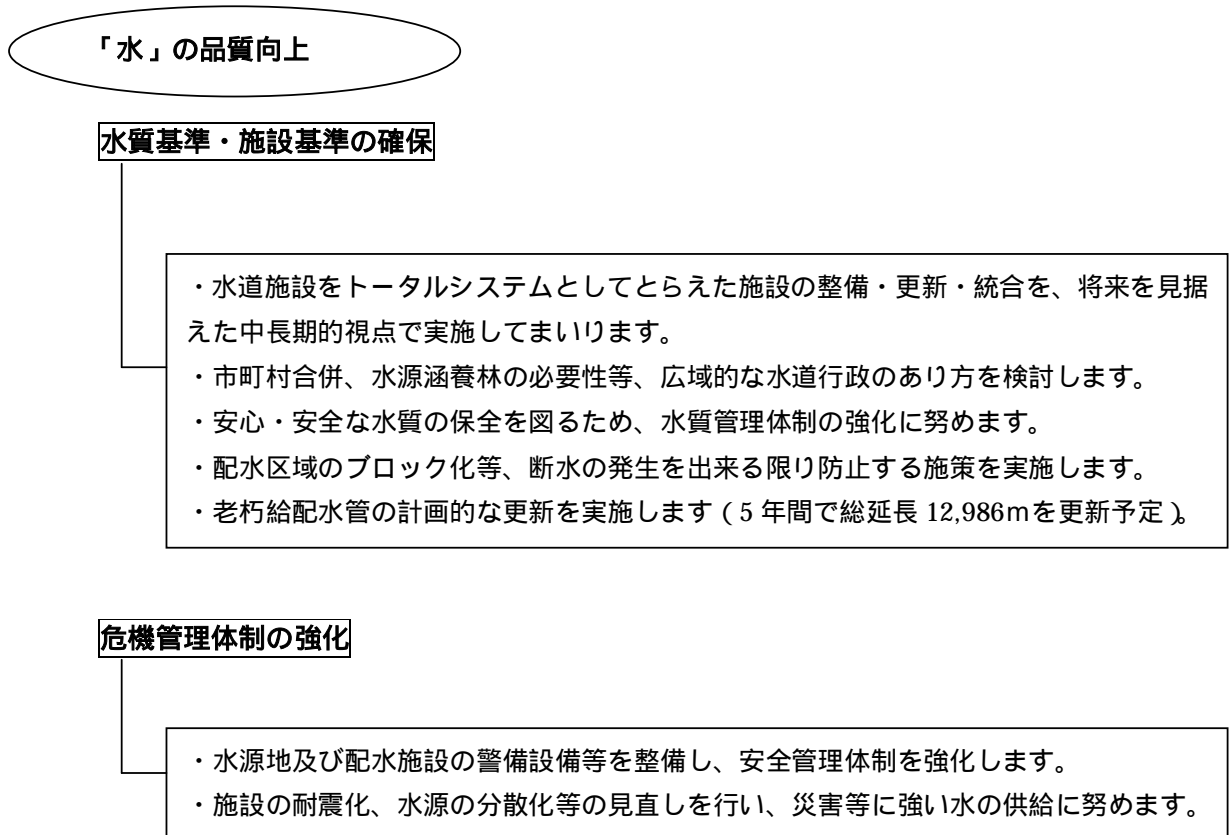 「水」の品質向上
水質基準・施設基準の確保
・水道施設をトータルシステムとしてとらえた施設の整備・更新・統合を、将来を見据
えた中長期的視点で実施してまいります。
・市町村合併、水源涵養林の必要性等、広域的な水道行政のあり方を検討します。
・安心・安全な水質の保全を図るため、水質管理体制の強化に努めます。
・配水区域のブロック化等、断水の発生を出来る限り防止する施策を実施します。
・老朽給配水管の計画的な更新を実施します(5年間で総延長 12,986mを更新予定)。
危機管理体制の強化
・水源地及び配水施設の警備設備等を整備し、安全管理体制を強化します。
・施設の耐震化、水源の分散化等の見直しを行い、災害等に強い水の供給に努めます。